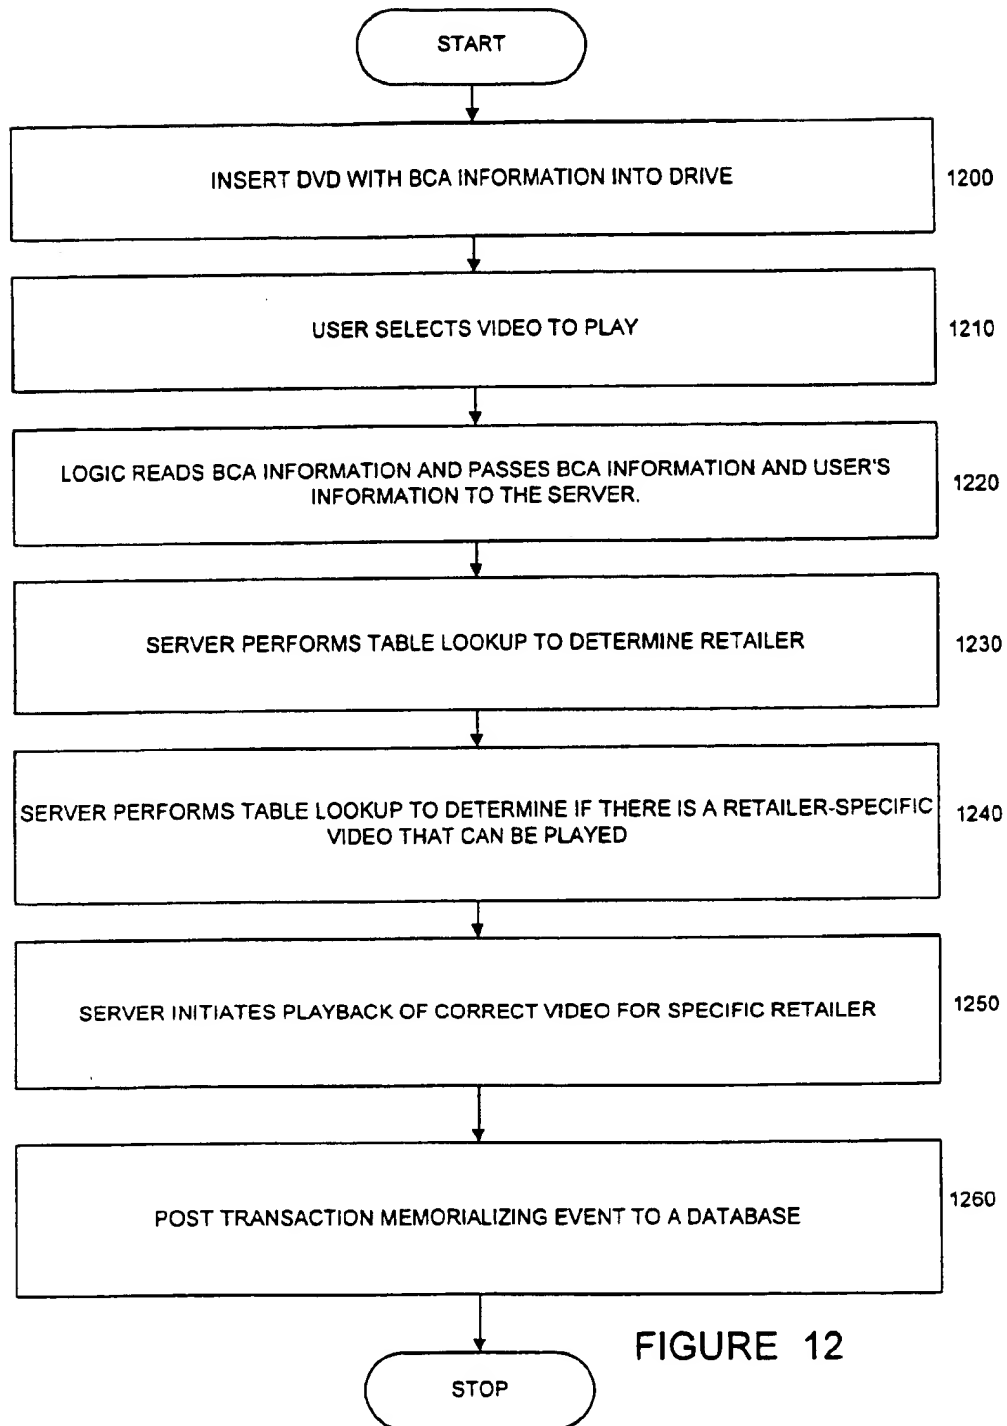 START
INSERT DVD WITH BCA INFORMATION INTO DRIVE
1200
USER SELECTS VIDEO TO PLAY
1210
LOGIC READS BCA INFORMATION AND PASSES BCA INFORMATION AND USER'S
INFORMATION TO THE SERVER.
1220
SERVER PERFORMS TABLE LOOKUP TO DETERMINE RETAILER
1230
SERVER PERFORMS TABLE LOOKUP TO DETERMINE IF THERE IS A RETAILER-SPECIFIC
VIDEO THAT CAN BE PLAYED
1240
SERVER INITIATES PLAYBACK OF CORRECT VIDEO FOR SPECIFIC RETAILER
1250
POST TRANSACTION MEMORIALIZING EVENT TO A DATABASE
1260
FIGURE 12
STOP